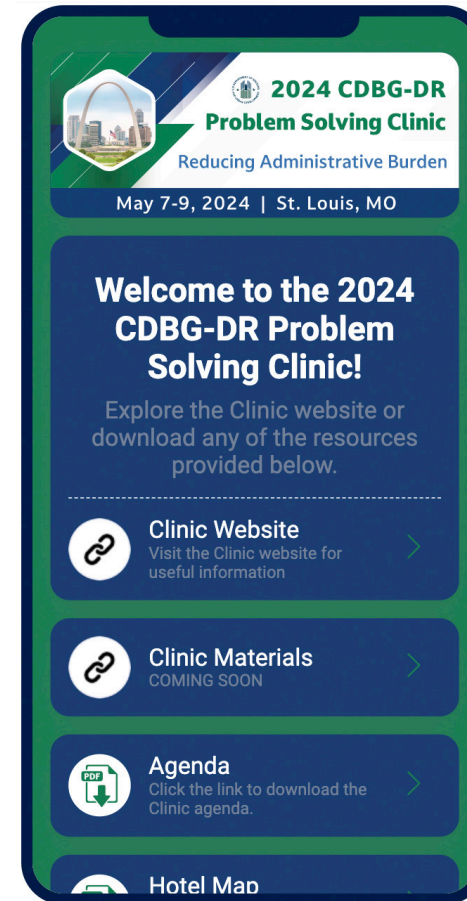 2024 CDBG-DR
Problem Solving Clinic
Reducing Administrative Burden
May 7-9, 2024 | St. Louis, MO
Welcome to the 2024
CDBG-DR Problem
Solving Clinic!
Explore the Clinic website or
download any of the resources
provided below.
Clinic Website
Visit the Clinic website for
useful information
Clinic Materials
COMING SOON
PDF
Agenda
Click the link to download the
Clinic agenda.
Hotel Map